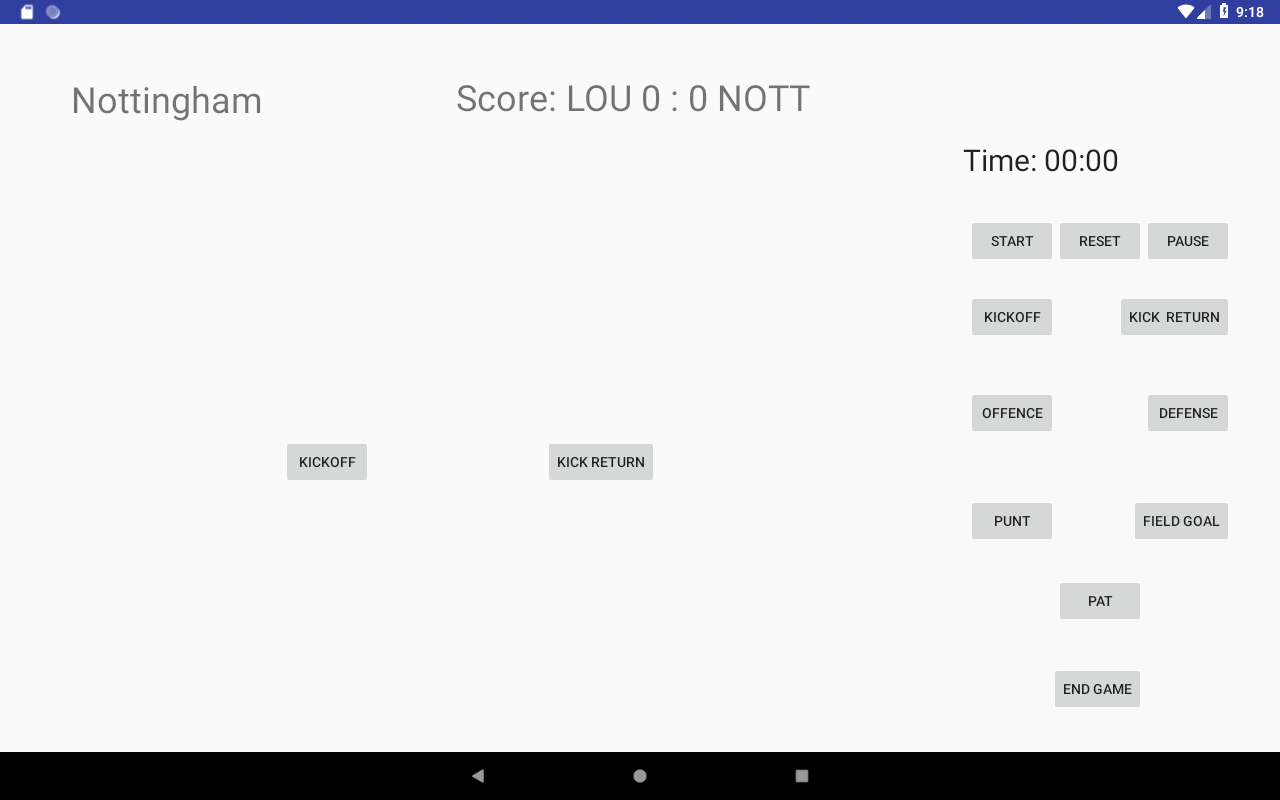 9:18
Nottingham
Score: LOU 0 : 0 NOTT
Time: 00:00
START RESET PAUSE
KICKOFF KICK  RETURN
OFFENCE DEFENSE
KICKOFF KICK RETURN
PUNT FIELD GOAL
PAT
END GAME